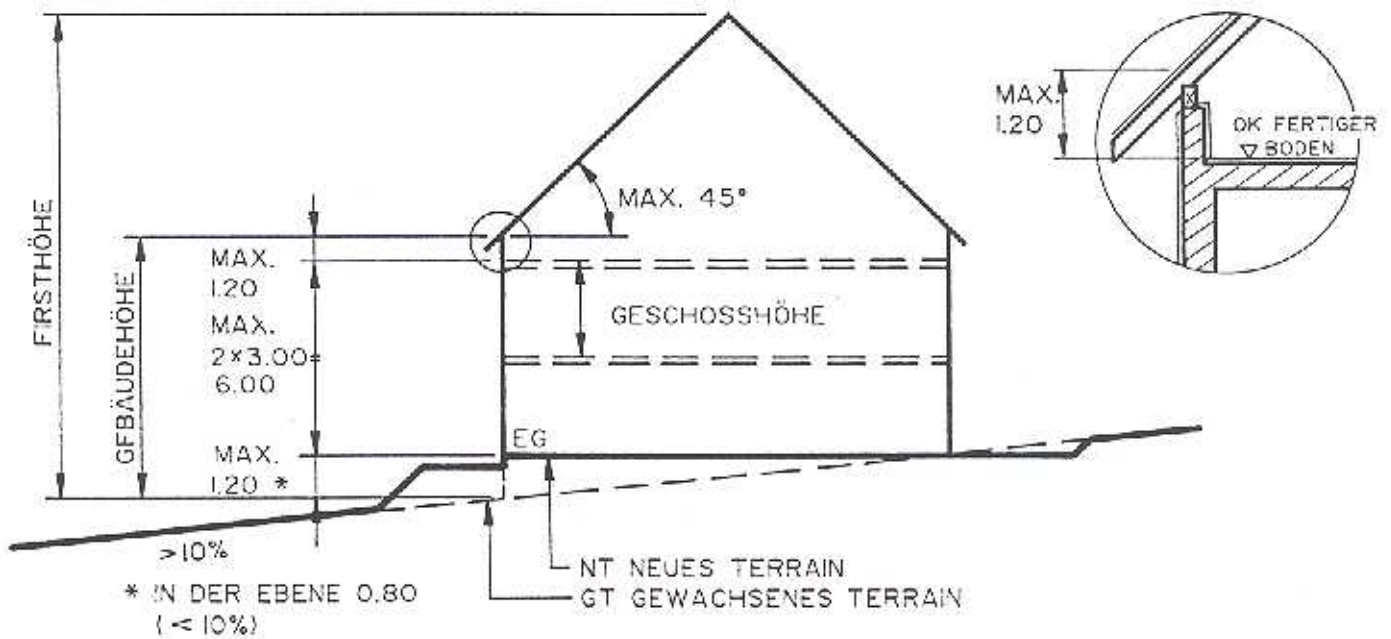 FIRSTHÖHE
GEBÄUDEHÖHE
MAX.
1.20
MAX.
2×3.00=
6.00
MAX.
1.20 *
MAX. 45°
GESCHOSSHÖHE
EG
MAX.
1.20
OK FERTIGER
BODEN
>10%
* IN DER EBENE 0.80
(<10%)
NT NEUES TERRAIN
GT GEWACHSENES TERRAIN